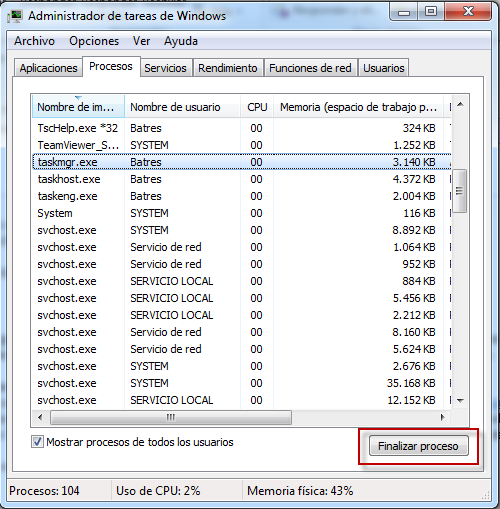 Administrador de tareas de Windows
Archivo Opciones Ver Ayuda
Aplicaciones Procesos Servicios Rendimiento Funciones de red Usuarios
Nombre de im... Nombre de usuario CPU Memoria (espacio de trabajo p...
TscHelp.exe *32 Batres 00 324 KB
TeamViewer_S... SYSTEM 00 1.252 KB
taskmgr.exe Batres 00 3.140 KB
taskhost.exe Batres 00 4.372 KB
taskeng.exe Batres 00 2.004 KB
System SYSTEM 00 116 KB
svchost.exe SYSTEM 00 8.892 KB
svchost.exe Servicio de red 00 1.064 KB
svchost.exe Servicio de red 00 952 KB
svchost.exe SERVICIO LOCAL 00 884 KB
svchost.exe SERVICIO LOCAL 00 5.456 KB
svchost.exe SERVICIO LOCAL 00 2.212 KB
svchost.exe Servicio de red 00 8.160 KB
svchost.exe Servicio de red 00 5.624 KB
svchost.exe SYSTEM 00 2.676 KB
svchost.exe SYSTEM 00 35.168 KB
svchost.exe SERVICIO LOCAL 00 12.152 KB
Mostrar procesos de todos los usuarios
Finalizar proceso
Procesos: 104 Uso de CPU: 2% Memoria física: 43%